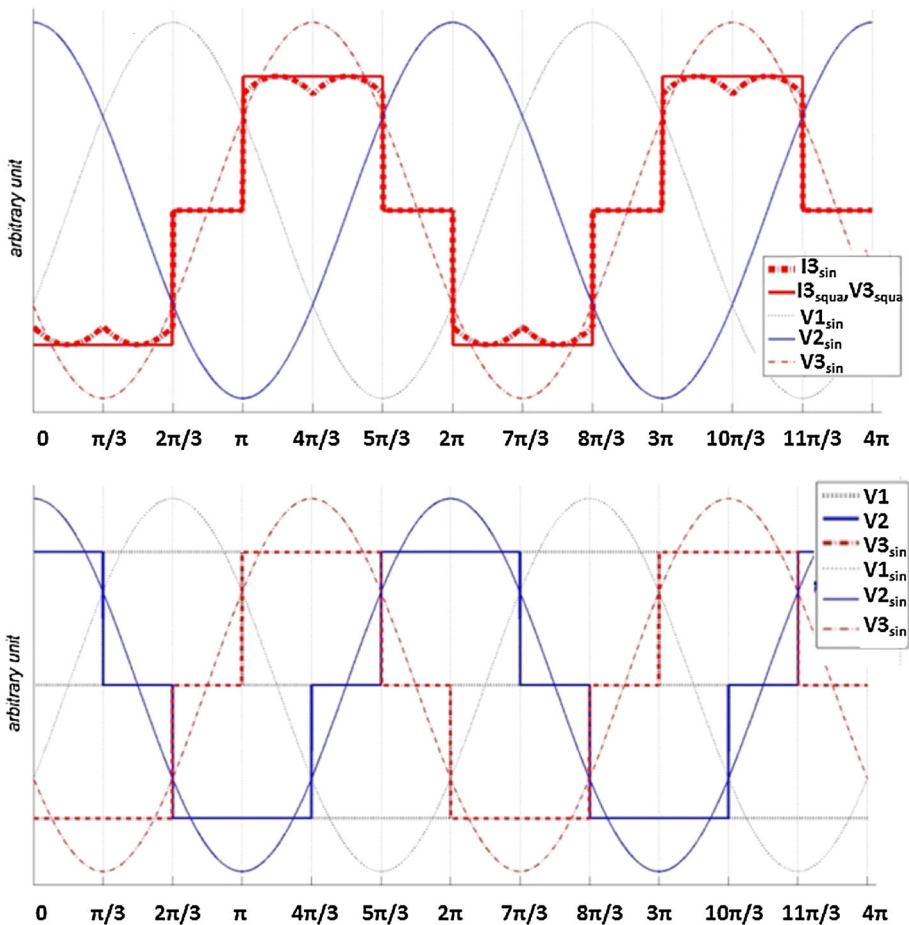 arbitrary unit
I3sin
I3squa,V3squa
V1sin
V2sin
V3sin
0 π/3 2π/3 π 4π/3 5π/3 2π 7π/3 8π/3 3π 10π/3 11π/3 4π
arbitrary unit
V1
V2
V3sin
V1sin
V2sin
V3sin
0 π/3 2π/3 π 4π/3 5π/3 2π 7π/3 8π/3 3π 10π/3 11π/3 4π